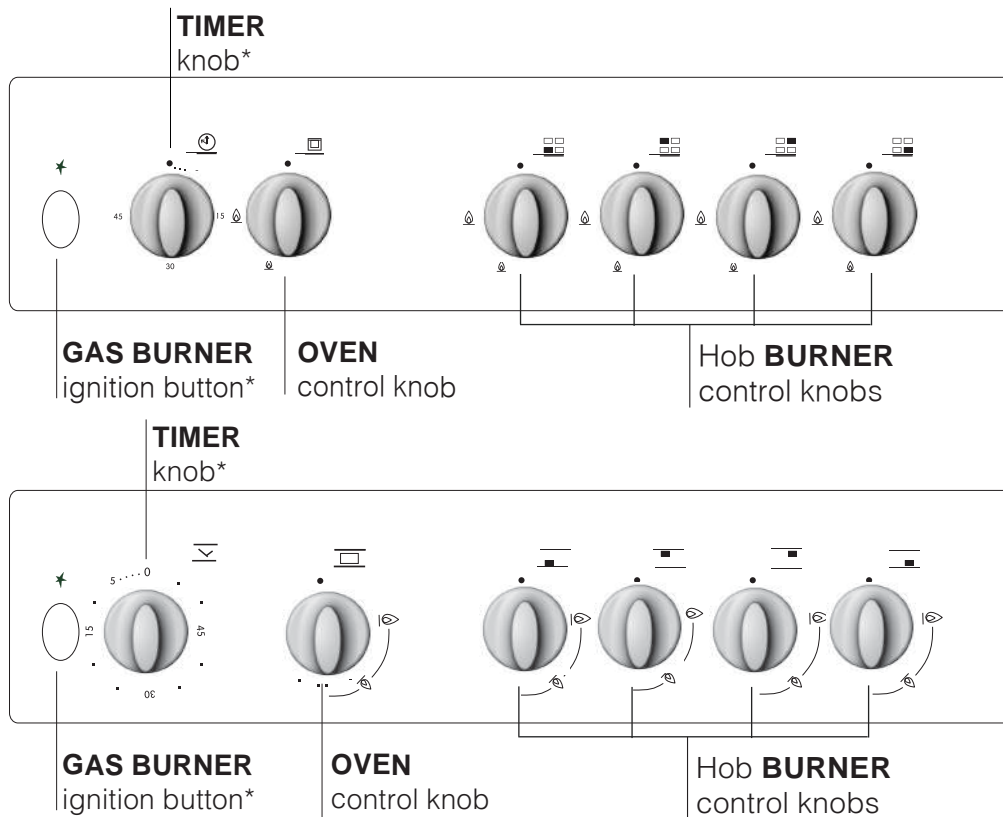 TIMER
knob*
45
15
30
GAS BURNER
ignition button*
OVEN
control knob
Hob BURNER
control knobs
TIMER
knob*
5 0
15
45
30
GAS BURNER
ignition button*
OVEN
control knob
Hob BURNER
control knobs